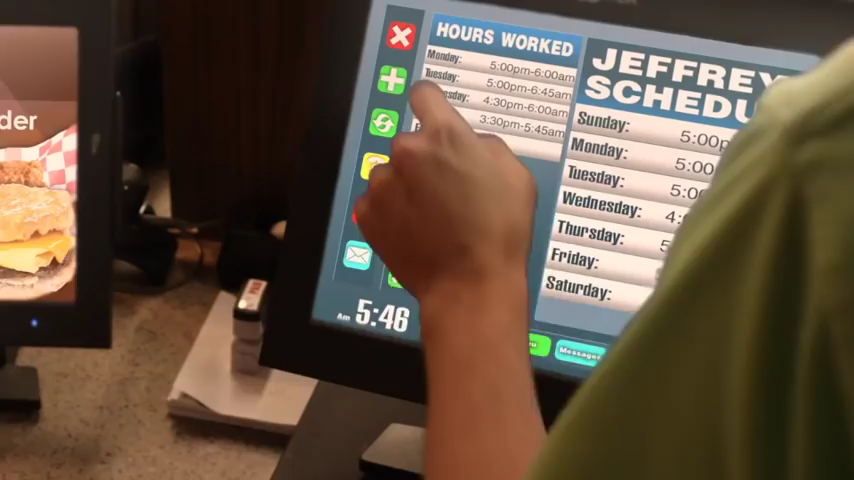 der
HOURS WORKED
Monday:
5:00pm-6:00am
Tuesday:
5:00pm-6:45am
4:30pm-6:00am
3:30pm-5:45am
JEFFREY
SCHEDU
Sunday:
5:00p
Monday:
5:00
Tuesday:
5:0
Wednesday:
4:
Thursday:
Friday:
Saturday:
Am 5:46
Messages